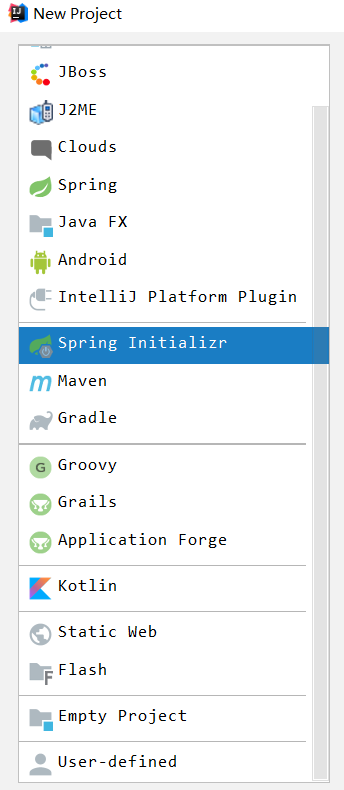 New Project
JBoss
J2ME
Clouds
Spring
Java FX
Android
IntelliJ Platform Plugin
Spring Initializr
Maven
Gradle
Groovy
Grails
Application Forge
Kotlin
Static Web
Flash
Empty Project
User-defined